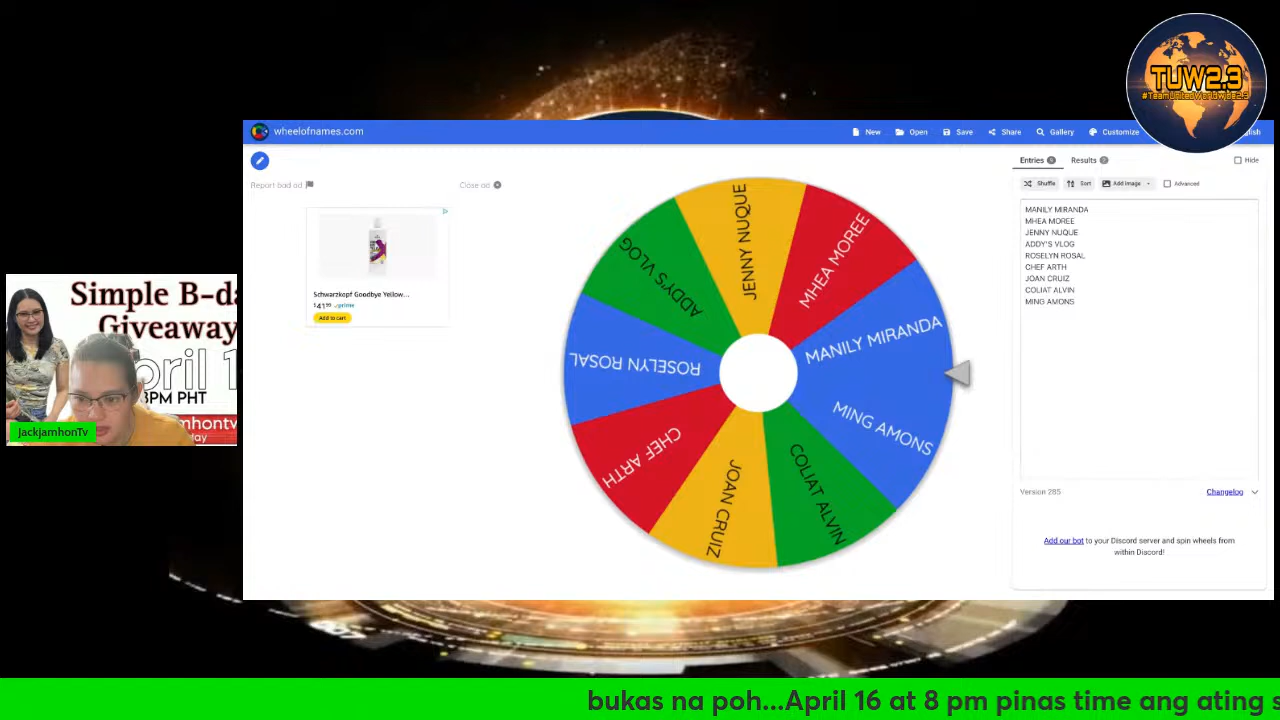 TUW2.3
#TeamUnitedWorldWide2.3
wheelofnames.com
New
Open
Save
Share
Gallery
Customize
Report bad ad
Close ad
Schwarzkopf Goodbye Yellow...
Add to cart
JENNY NUQUE
MHEA MOREE
MANILY MIRANDA
MING AMONS
COLIAT ALVIN
JOAN CRUIZ
CHEF ARTH
ROSELYN ROSAL
ADDY'S VLOG
Entries
Results
Hide
Shuffle
Sort
Add image
Advanced
MANILY MIRANDA
MHEA MOREE
JENNY NUQUE
ADDY'S VLOG
ROSELYN ROSAL
CHEF ARTH
JOAN CRUIZ
COLIAT ALVIN
MING AMONS
Version 285
Changelog
Add our bot to your Discord server and spin wheels from
within Discord!
Simple B-da
Giveaway
8PM PHT
JackjamhonTv
bukas na poh...April 16 at 8 pm pinas time ang ating s